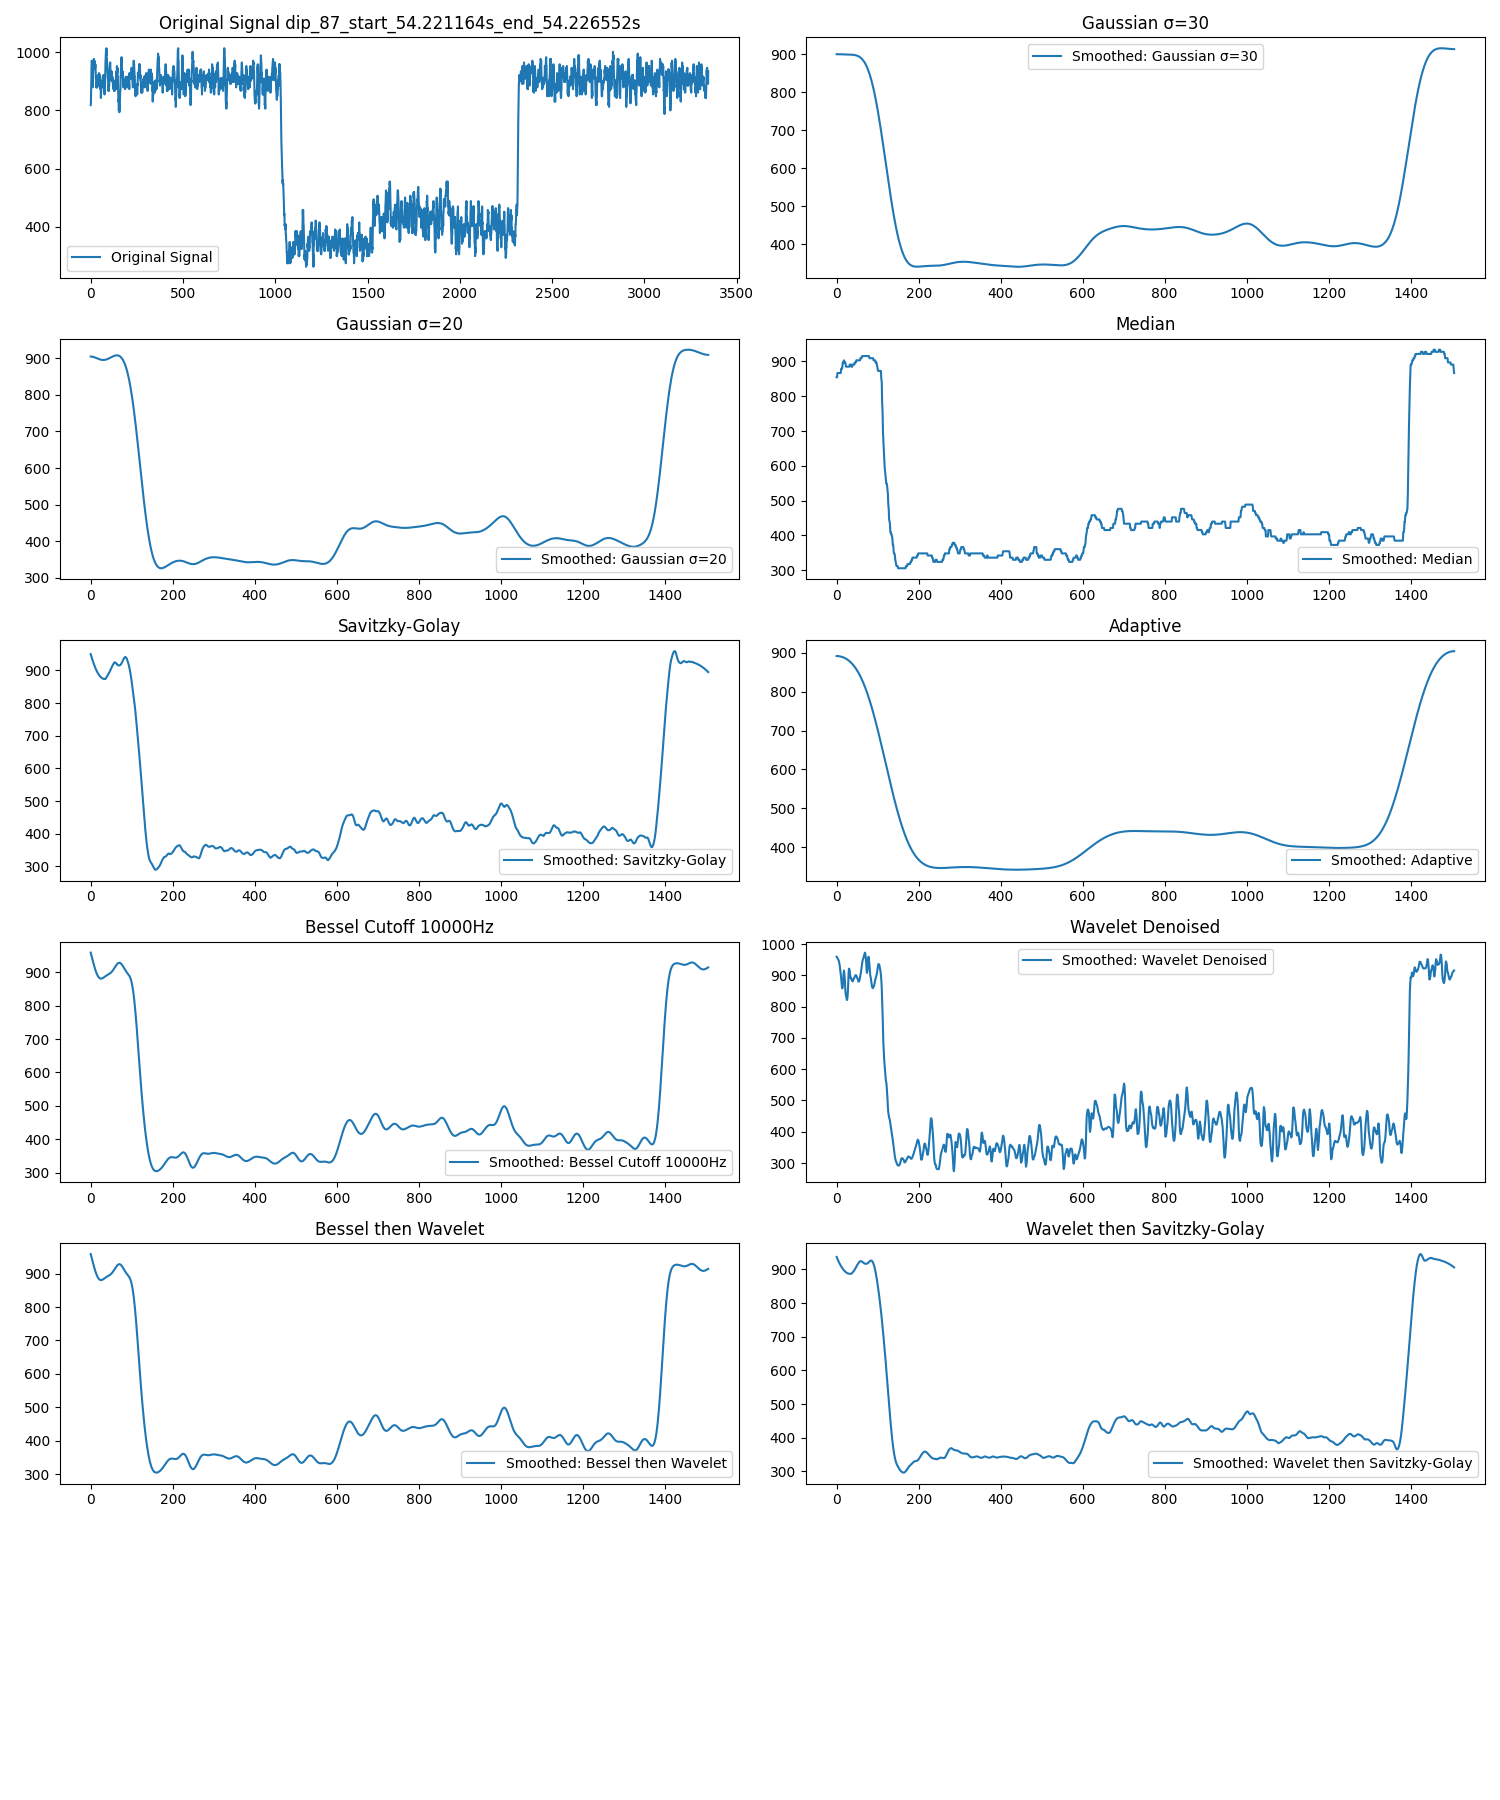 Original Signal dip_87_start_54.221164s_end_54.226552s
1000
800
600
400
Original Signal
0 500 1000 1500 2000 2500 3000 3500
Gaussian σ=30
900
800
700
600
500
400
Smoothed: Gaussian σ=30
0 200 400 600 800 1000 1200 1400
Gaussian σ=20
900
800
700
600
500
400
300
Smoothed: Gaussian σ=20
0 200 400 600 800 1000 1200 1400
Median
900
800
700
600
500
400
300
Smoothed: Median
0 200 400 600 800 1000 1200 1400
Savitzky-Golay
900
800
700
600
500
400
300
Smoothed: Savitzky-Golay
0 200 400 600 800 1000 1200 1400
Adaptive
900
800
700
600
500
400
Smoothed: Adaptive
0 200 400 600 800 1000 1200 1400
Bessel Cutoff 10000Hz
900
800
700
600
500
400
300
Smoothed: Bessel Cutoff 10000Hz
0 200 400 600 800 1000 1200 1400
Wavelet Denoised
1000
900
800
700
600
500
400
300
Smoothed: Wavelet Denoised
0 200 400 600 800 1000 1200 1400
Bessel then Wavelet
900
800
700
600
500
400
300
Smoothed: Bessel then Wavelet
0 200 400 600 800 1000 1200 1400
Wavelet then Savitzky-Golay
900
800
700
600
500
400
300
Smoothed: Wavelet then Savitzky-Golay
0 200 400 600 800 1000 1200 1400